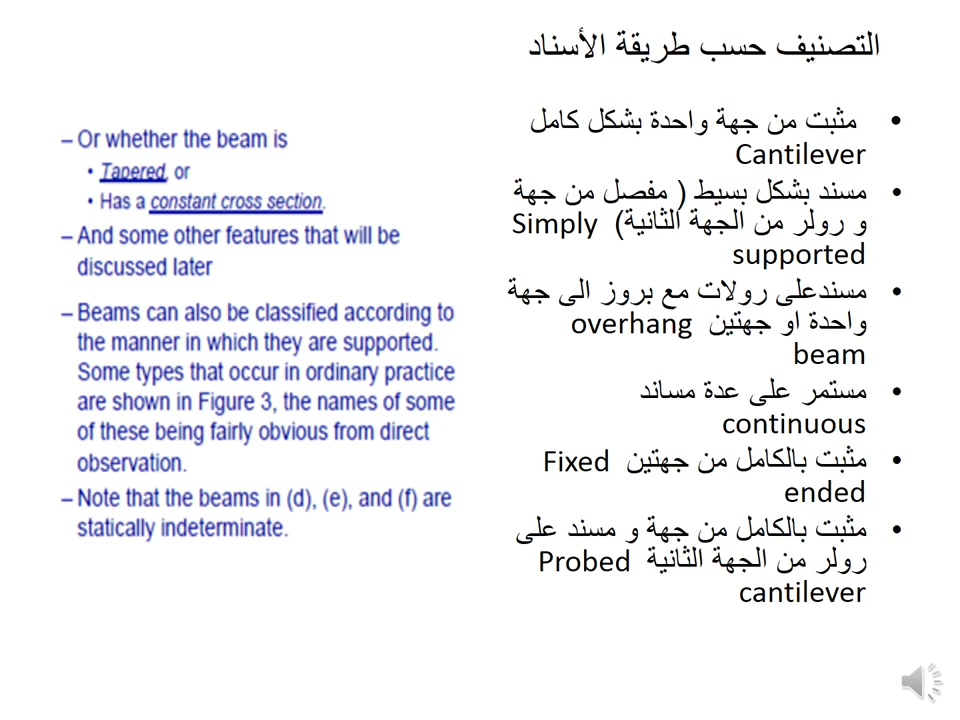 التصنيف حسب طريقة الأسناد
– Or whether the beam is
• Tapered, or
• Has a constant cross section.
– And some other features that will be
discussed later
– Beams can also be classified according to
the manner in which they are supported.
Some types that occur in ordinary practice
are shown in Figure 3, the names of some
of these being fairly obvious from direct
observation.
– Note that the beams in (d), (e), and (f) are
statically indeterminate.
• مثبت من جهة واحدة بشكل كامل
Cantilever
• مسند بشكل بسيط ( مفصل من جهة
و رولر من الجهة الثانية) Simply
supported
• مسندعلى رولات مع بروز الى جهة
واحدة او جهتين overhang
beam
• مستمر على عدة مساند
continuous
• مثبت بالكامل من جهتين Fixed
ended
• مثبت بالكامل من جهة و مسند على
رولر من الجهة الثانية Probed
cantilever